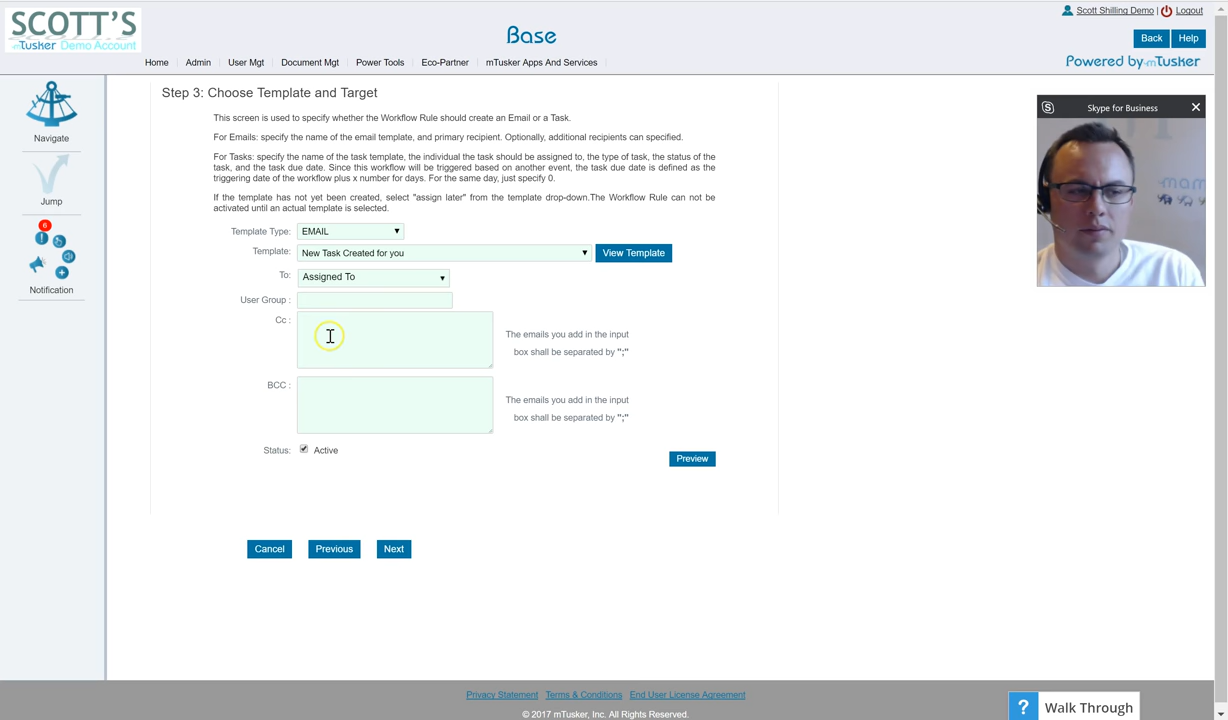 SCOTT'S
mTusker Demo Account
Base
Scott Shilling Demo | Logout
Back Help
Powered by mTusker
Home Admin User Mgt Document Mgt Power Tools Eco-Partner mTusker Apps And Services
Navigate
Jump
6
Notification
Step 3: Choose Template and Target
This screen is used to specify whether the Workflow Rule should create an Email or a Task.
For Emails: specify the name of the email template, and primary recipient. Optionally, additional recipients can specified.
For Tasks: specify the name of the task template, the individual the task should be assigned to, the type of task, the status of the
task, and the task due date. Since this workflow will be triggered based on another event, the task due date is defined as the
triggering date of the workflow plus x number for days. For the same day, just specify 0.
If the template has not yet been created, select "assign later" from the template drop-down.The Workflow Rule can not be
activated until an actual template is selected.
Template Type: EMAIL
Template: New Task Created for you View Template
To: Assigned To
User Group :
Cc :
The emails you add in the input
box shall be separated by ";"
BCC :
The emails you add in the input
box shall be separated by ";"
Status: Active
Preview
Cancel Previous Next
Skype for Business
Privacy Statement Terms & Conditions End User License Agreement
© 2017 mTusker, Inc. All Rights Reserved.
? Walk Through